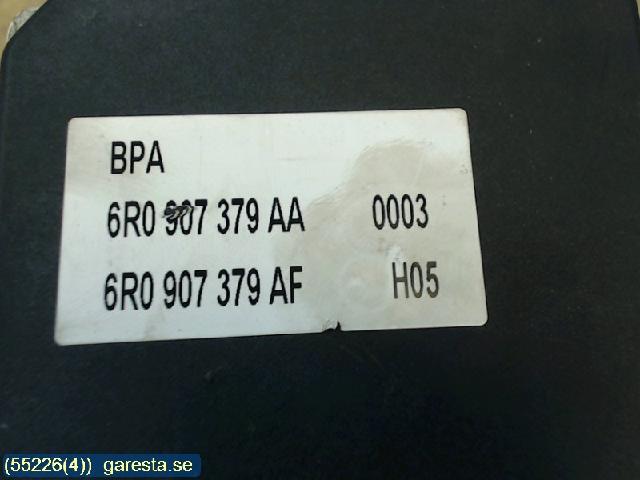 BPA
6R0 907 379 AA 0003
6R0 907 379 AF H05
(55226(4)) garesta.se